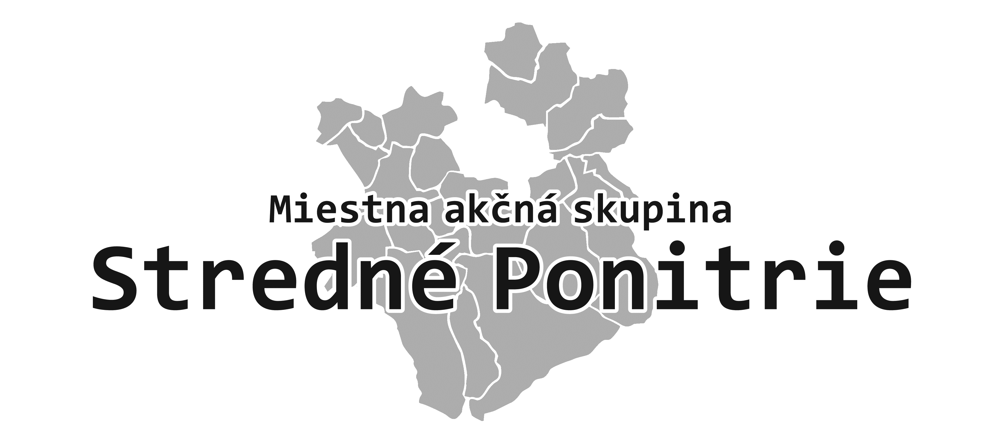 Miestna akčná skupina
Stredné Ponitrie